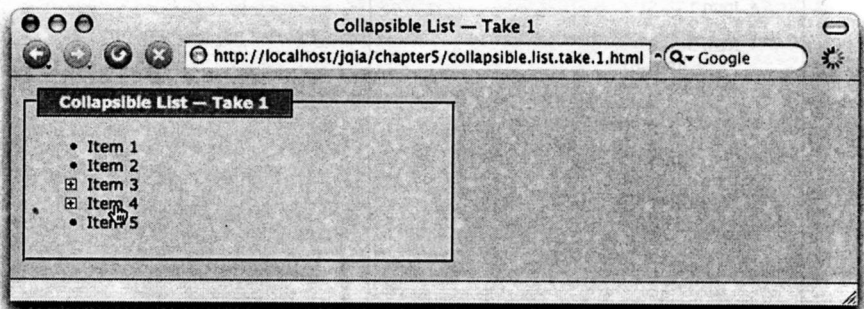 Collapsible List — Take 1
http://localhost/jqia/chapter5/collapsible.list.take.1.html
Google
Collapsible List — Take 1
Item 1
Item 2
Item 3
Item 4
Item 5